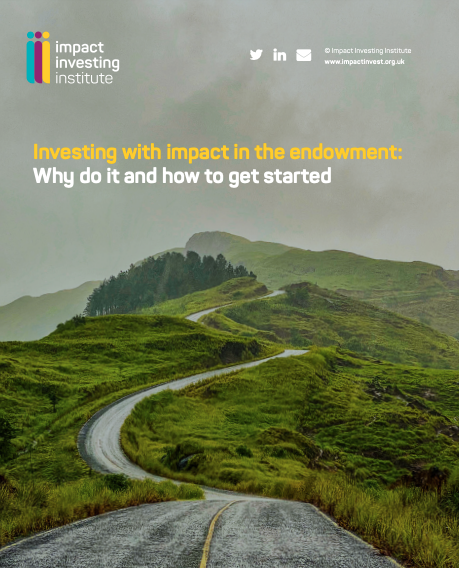 impact
investing
institute
© Impact Investing Institute
www.impactinvest.org.uk
Investing with impact in the endowment:
Why do it and how to get started